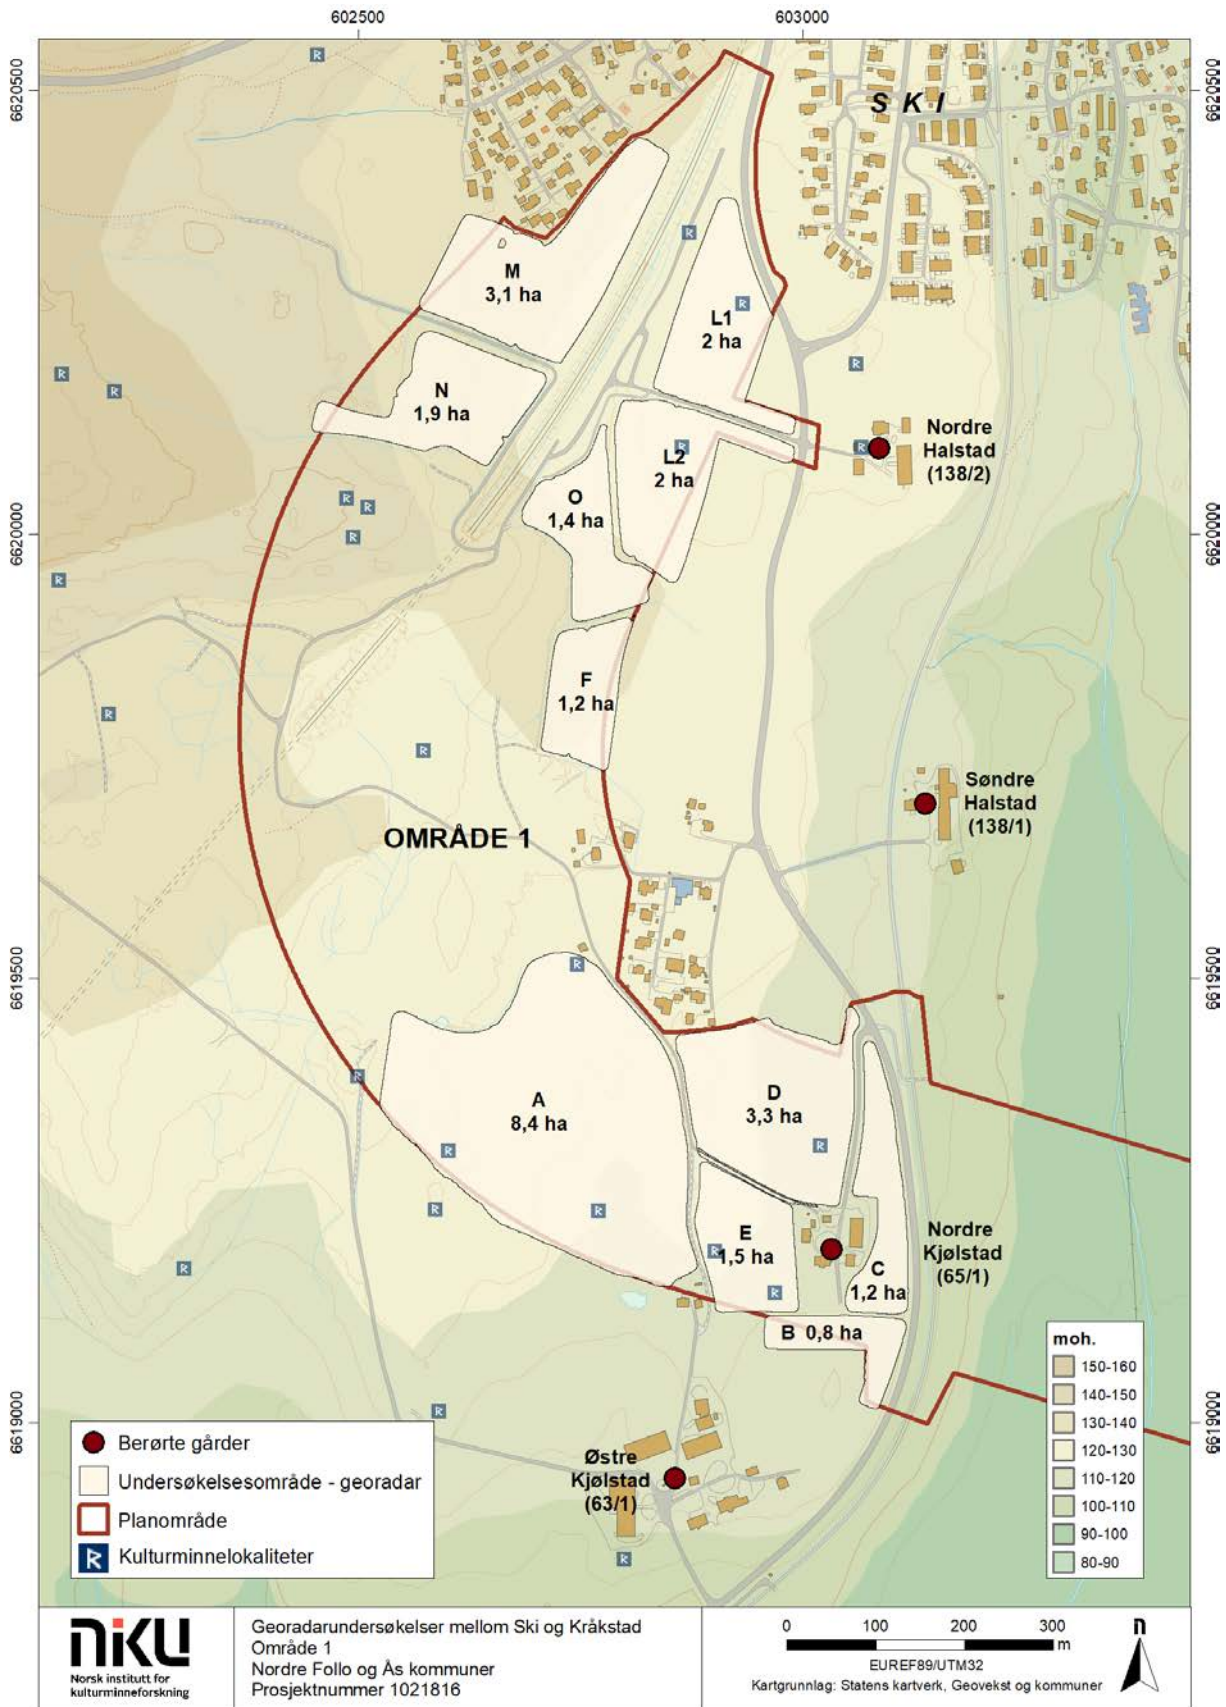 602500
603000
6620500
6620500
S K I
M
3,1 ha
L1
2 ha
N
1,9 ha
Nordre
Halstad
(138/2)
L2
2 ha
O
1,4 ha
6620000
6620000
F
1,2 ha
Søndre
Halstad
(138/1)
OMRÅDE 1
6619500
6619500
A
8,4 ha
D
3,3 ha
E
1,5 ha
Nordre
Kjølstad
(65/1)
C
1,2 ha
B 0,8 ha
6619000
6619000
Østre
Kjølstad
(63/1)
moh.
150-160
140-150
130-140
120-130
110-120
100-110
90-100
80-90
Berørte gårder
Undersøkelsesområde - georadar
Planområde
Kulturminnelokaliteter
NIKU
Norsk institutt for
kulturminneforskning
Georadarundersøkelser mellom Ski og Kråkstad
Område 1
Nordre Follo og Ås kommuner
Prosjektnummer 1021816
0 100 200 300
m
EUREF89/UTM32
Kartgrunnlag: Statens kartverk, Geovekst og kommuner
n